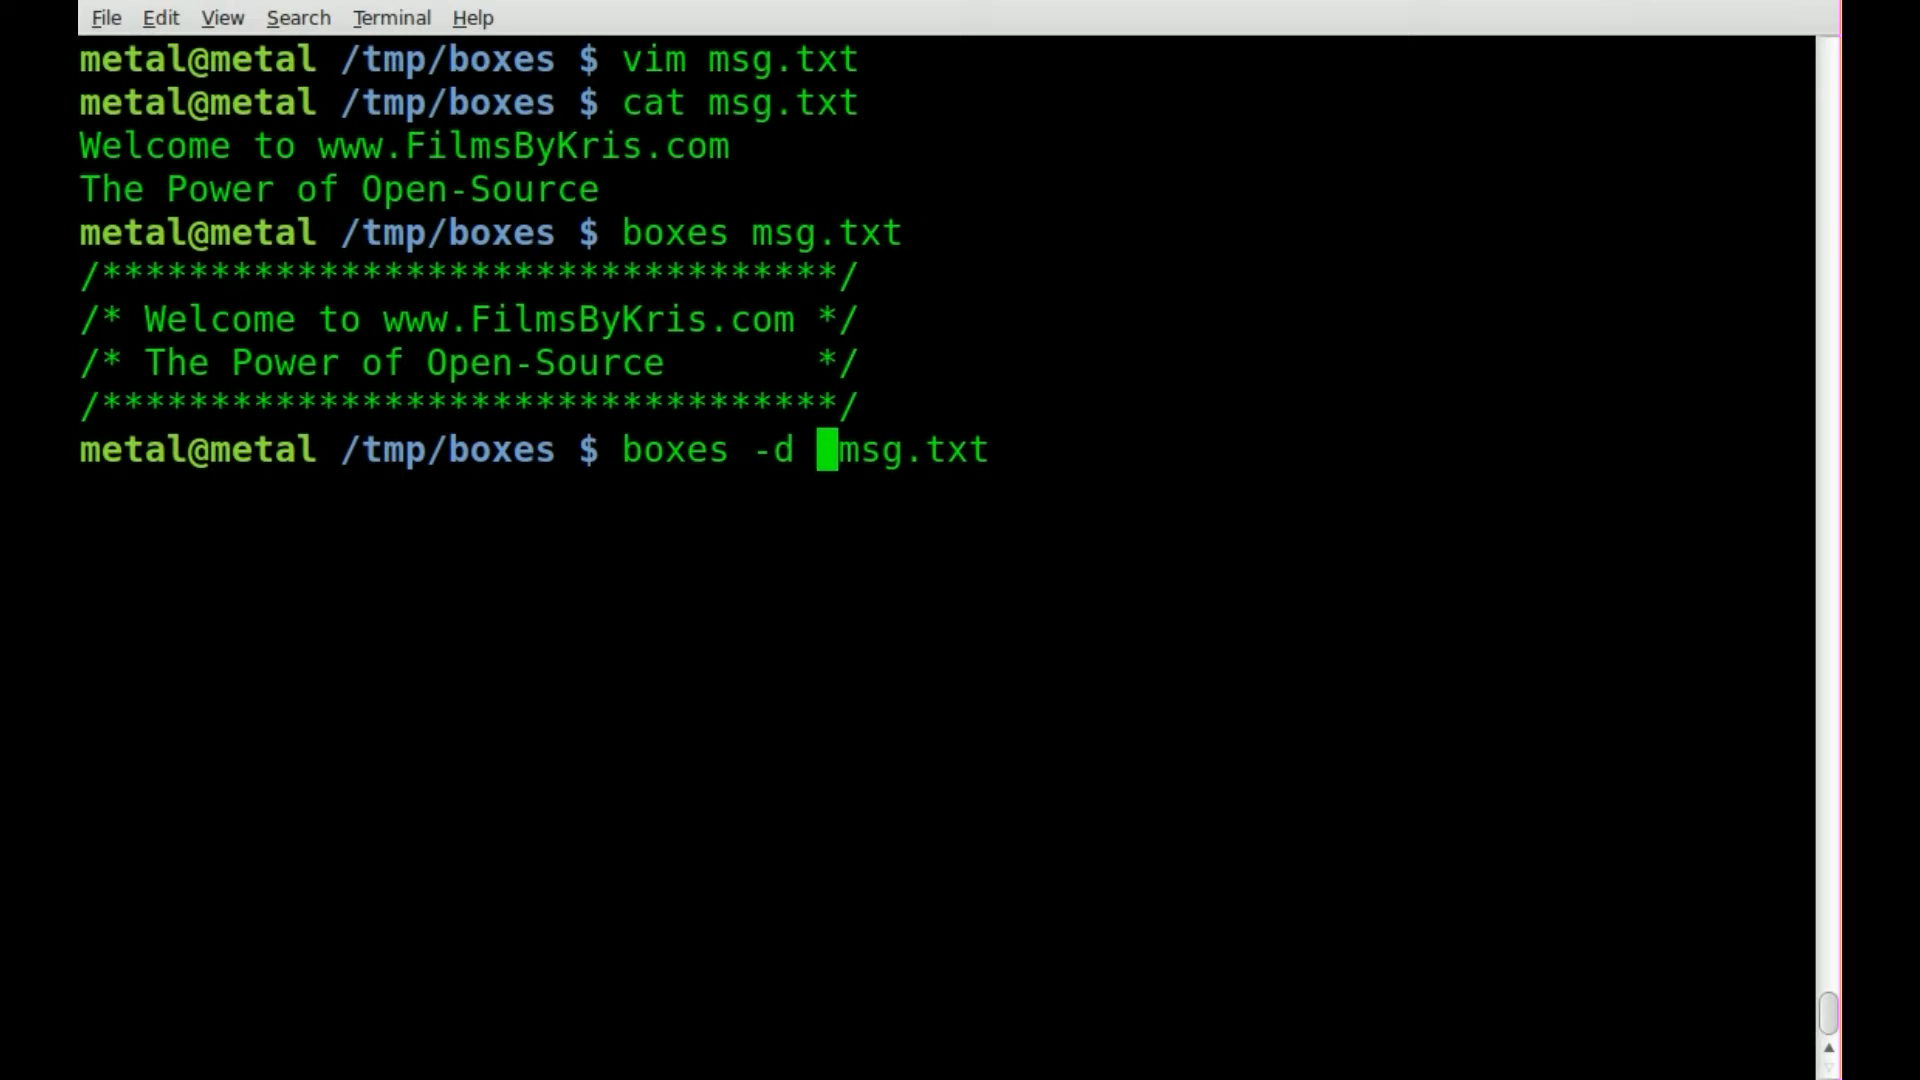 File Edit View Search Terminal Help
metal@metal /tmp/boxes $ vim msg.txt
metal@metal /tmp/boxes $ cat msg.txt
Welcome to www.FilmsByKris.com
The Power of Open-Source
metal@metal /tmp/boxes $ boxes msg.txt
/**********************************/
/* Welcome to www.FilmsByKris.com */
/* The Power of Open-Source       */
/**********************************/
metal@metal /tmp/boxes $ boxes -d msg.txt